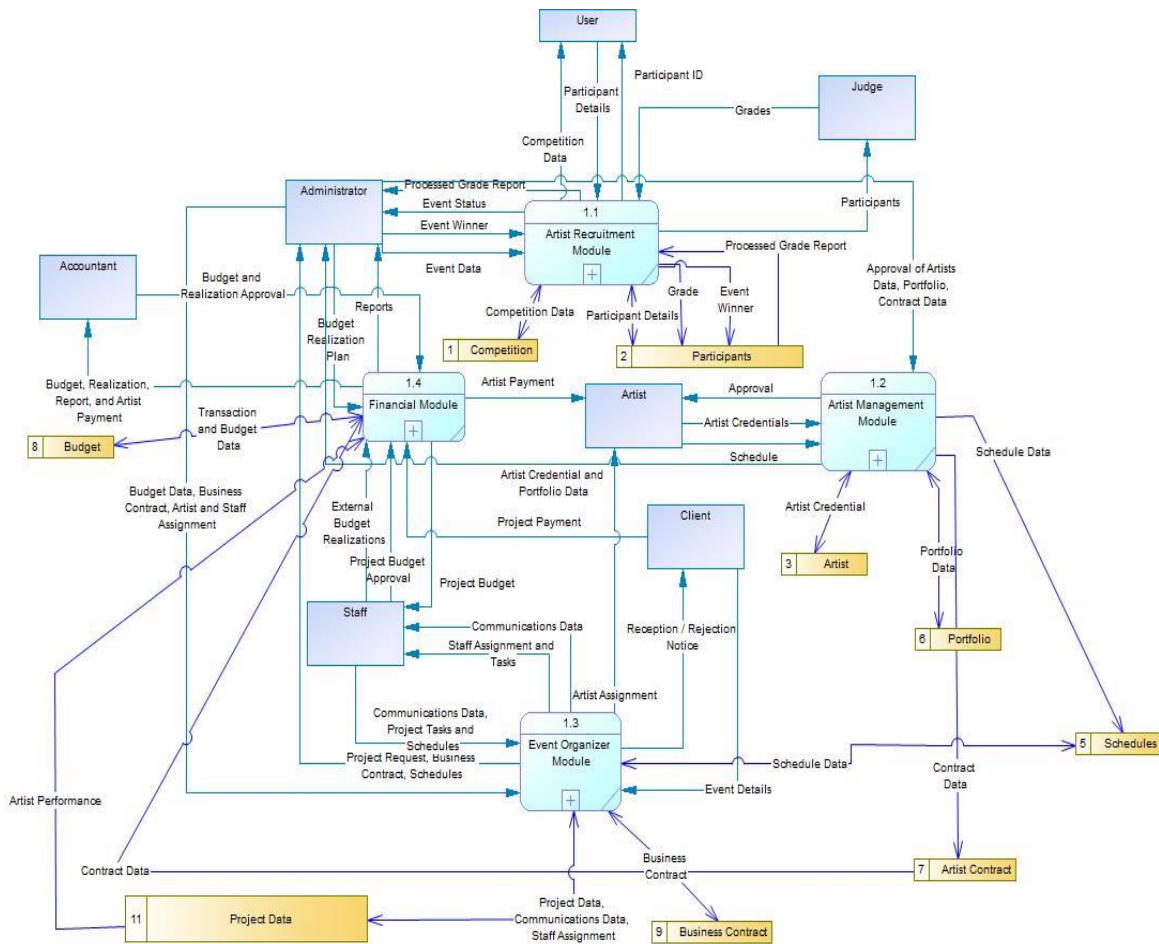 User
Participant ID
Participant
Details
Judge
Grades
Competition
Data
Administrator
Processed Grade Report
Event Status
Event Winner
Event Data
1.1
Artist Recruitment
Module
Participants
Processed Grade Report
Approval of Artists
Data, Portfolio,
Contract Data
Accountant
Budget and
Realization Approval
Reports
Budget
Realization
Plan
Competition Data
Participant Details
Grade
Event
Winner
1 Competition
2 Participants
Budget, Realization,
Report, and Artist
Payment
1.4
Financial Module
Artist Payment
Artist
Approval
1.2
Artist Management
Module
Artist Credentials
Schedule
Schedule Data
Transaction
and Budget
Data
8 Budget
Budget Data, Business
Contract, Artist and Staff
Assignment
External
Budget
Realizations
Artist Credential and
Portfolio Data
Project Payment
Client
Artist Credential
3 Artist
Portfolio
Data
Project Budget
Approval
Project Budget
Staff
Communications Data
Staff Assignment and
Tasks
Reception / Rejection
Notice
6 Portfolio
Artist Assignment
Communications Data,
Project Tasks and
Schedules
Project Request, Business
Contract, Schedules
1.3
Event Organizer
Module
Schedule Data
5 Schedules
Event Details
Contract
Data
Artist Performance
Contract Data
Business
Contract
7 Artist Contract
11 Project Data
Project Data,
Communications Data,
Staff Assignment
9 Business Contract